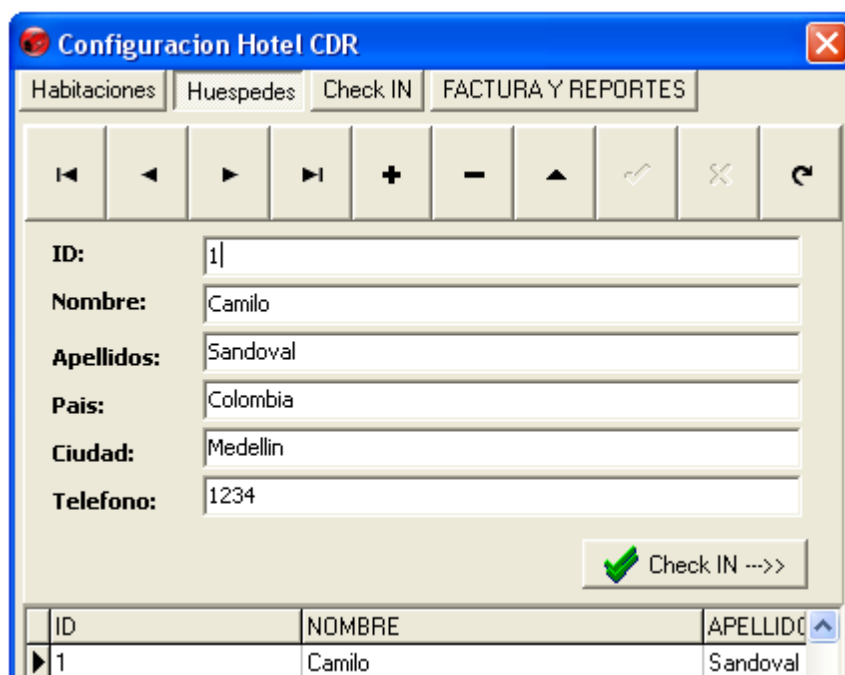 Configuracion Hotel CDR
Habitaciones Huespedes Check IN FACTURA Y REPORTES
ID: 1
Nombre: Camilo
Apellidos: Sandoval
Pais: Colombia
Ciudad: Medellin
Telefono: 1234
Check IN --->>
ID NOMBRE APELLIDO
1 Camilo Sandoval